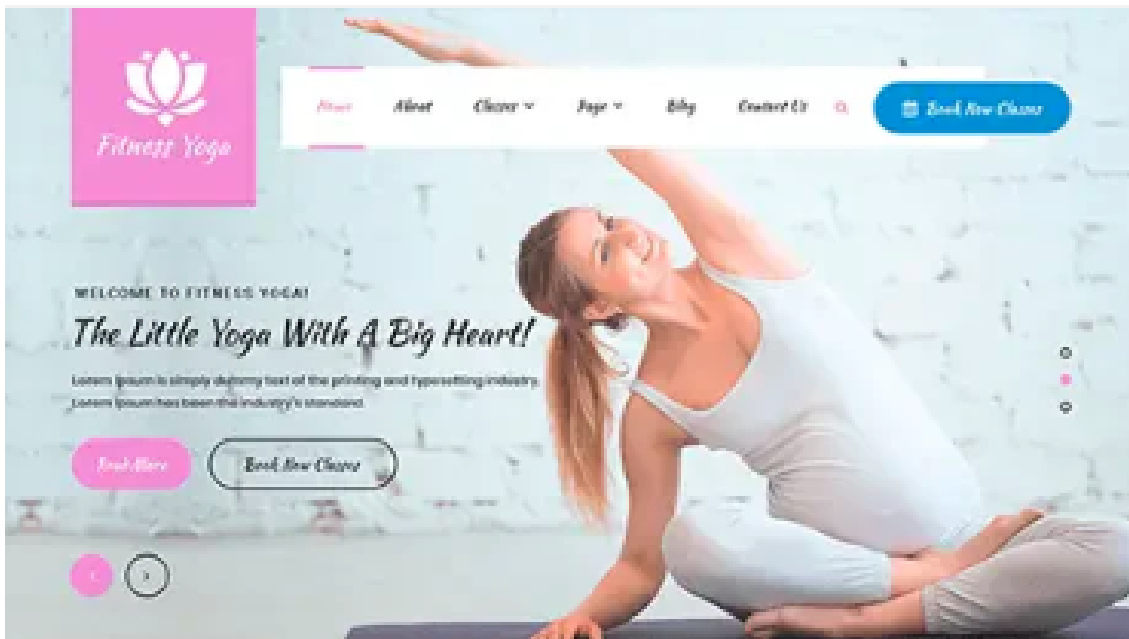 Fitness Yoga
Home About Classes Page Blog Contact Us Book New Classes
WELCOME TO FITNESS YOGA!
The Little Yoga With A Big Heart!
Lorem Ipsum is simply dummy text of the printing and typesetting industry.
Lorem Ipsum has been the industry's standard.
Read More Book New Classes